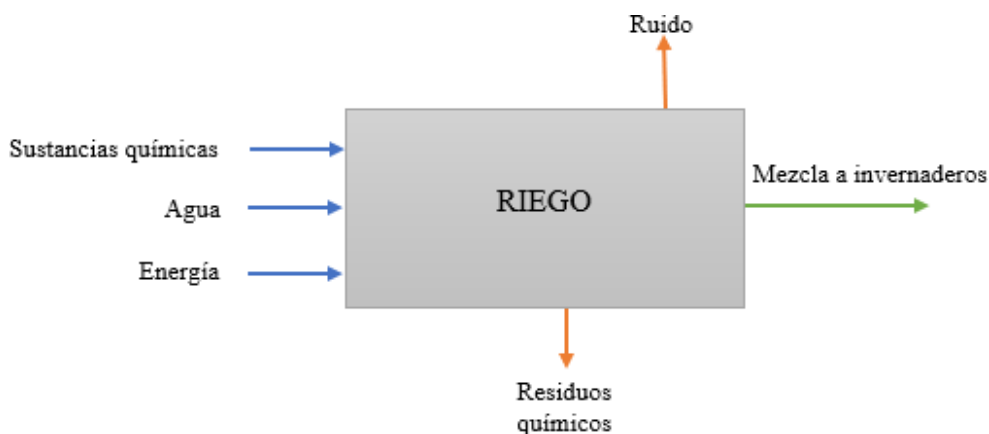 Ruido
Sustancias químicas
Mezcla a invernaderos
Agua
RIEGO
Energía
Residuos
químicos